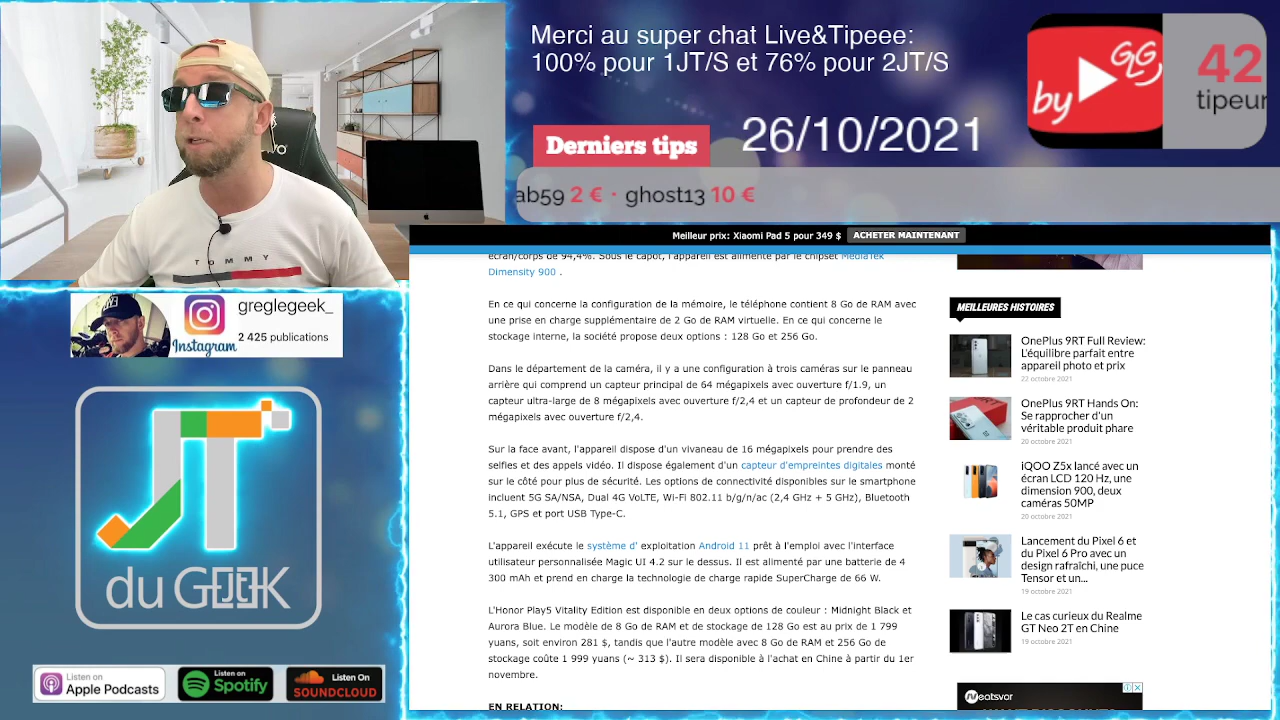 Merci au super chat Live&Tipeee:
100% pour 1JT/S et 76% pour 2JT/S
by
GLG
42
tipeur
Derniers tips
26/10/2021
ab59 2 € · ghost13 10 €
TOMMY
greglegeek_
Instagram
2 425 publications
JT
du GEEK
Listen on
Apple Podcasts
Listen on
Spotify
Listen On
SOUNDCLOUD
Meilleur prix: Xiaomi Pad 5 pour 349 $ ACHETER MAINTENANT
écran/corps de 94,4%. Sous le capot, l'appareil est alimenté par le chipset MediaTek
Dimensity 900 .
En ce qui concerne la configuration de la mémoire, le téléphone contient 8 Go de RAM avec
une prise en charge supplémentaire de 2 Go de RAM virtuelle. En ce qui concerne le
stockage interne, la société propose deux options : 128 Go et 256 Go.
Dans le département de la caméra, il y a une configuration à trois caméras sur le panneau
arrière qui comprend un capteur principal de 64 mégapixels avec ouverture f/1.9, un
capteur ultra-large de 8 mégapixels avec ouverture f/2,4 et un capteur de profondeur de 2
mégapixels avec ouverture f/2,4.
Sur la face avant, l'appareil dispose d'un vivaneau de 16 mégapixels pour prendre des
selfies et des appels vidéo. Il dispose également d'un capteur d'empreintes digitales monté
sur le côté pour plus de sécurité. Les options de connectivité disponibles sur le smartphone
incluent 5G SA/NSA, Dual 4G VoLTE, Wi-Fi 802.11 b/g/n/ac (2,4 GHz + 5 GHz), Bluetooth
5.1, GPS et port USB Type-C.
L'appareil exécute le système d' exploitation Android 11 prêt à l'emploi avec l'interface
utilisateur personnalisée Magic UI 4.2 sur le dessus. Il est alimenté par une batterie de 4
300 mAh et prend en charge la technologie de charge rapide SuperCharge de 66 W.
L'Honor Play5 Vitality Edition est disponible en deux options de couleur : Midnight Black et
Aurora Blue. Le modèle de 8 Go de RAM et de stockage de 128 Go est au prix de 1 799
yuans, soit environ 281 $, tandis que l'autre modèle avec 8 Go de RAM et 256 Go de
stockage coûte 1 999 yuans (~ 313 $). Il sera disponible à l'achat en Chine à partir du 1er
novembre.
EN RELATION:
MEILLEURES HISTOIRES
OnePlus 9RT Full Review:
L'équilibre parfait entre
appareil photo et prix
22 octobre 2021
OnePlus 9RT Hands On:
Se rapprocher d'un
véritable produit phare
20 octobre 2021
iQOO Z5x lancé avec un
écran LCD 120 Hz, une
dimension 900, deux
caméras 50MP
20 octobre 2021
Lancement du Pixel 6 et
du Pixel 6 Pro avec un
design rafraîchi, une puce
Tensor et un...
19 octobre 2021
Le cas curieux du Realme
GT Neo 2T en Chine
19 octobre 2021
neatsvor